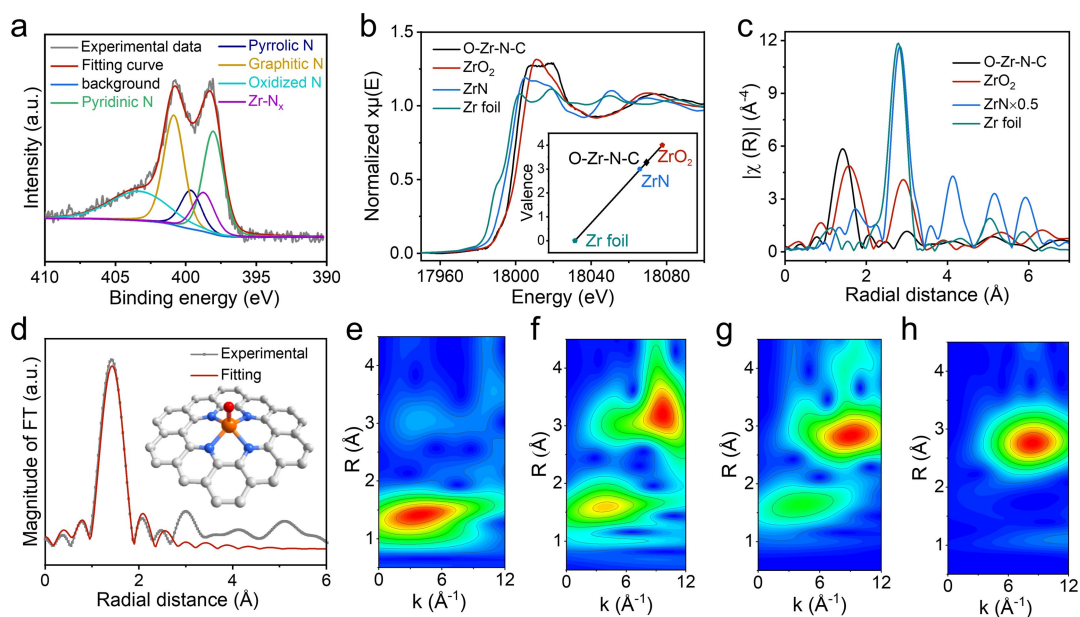 a
Experimental data
Fitting curve
background
Pyridinic N
Pyrrolic N
Graphitic N
Oxidized N
Zr-Nₓ
Intensity (a.u.)
410 405 400 395 390
Binding energy (eV)
b
O-Zr-N-C
ZrO₂
ZrN
Zr foil
Normalized xμ(E)
1.5
1.0
0.5
0.0
17960 18000 18040 18080
Energy (eV)
Valence
4
3
2
1
0
O-Zr-N-C
ZrO₂
ZrN
Zr foil
c
O-Zr-N-C
ZrO₂
ZrN×0.5
Zr foil
|χ (R)| (Å⁻⁴)
12
9
6
3
0
0 2 4 6
Radial distance (Å)
d
Experimental
Fitting
Magnitude of FT (a.u.)
0 2 4 6
Radial distance (Å)
e
R (Å)
4
3
2
1
0 6 12
k (Å⁻¹)
f
R (Å)
4
3
2
1
0 6 12
k (Å⁻¹)
g
R (Å)
4
3
2
1
0 6 12
k (Å⁻¹)
h
R (Å)
4
3
2
1
0 6 12
k (Å⁻¹)